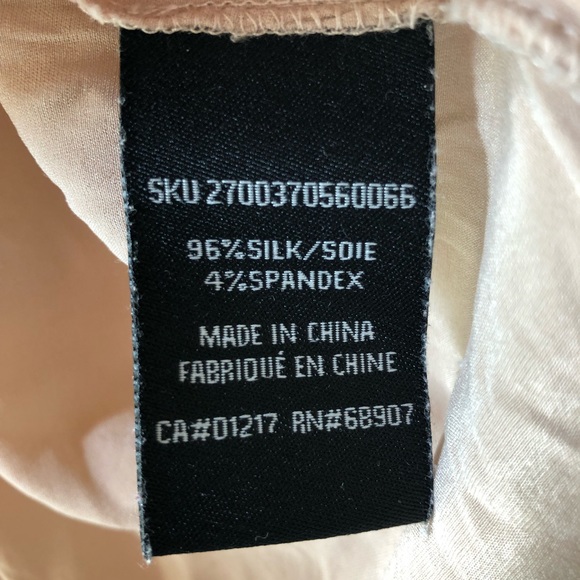 SKU 2700370560066
96%SILK/SOIE
4%SPANDEX
MADE IN CHINA
FABRIQUÉ EN CHINE
CA#01217 RN#68907